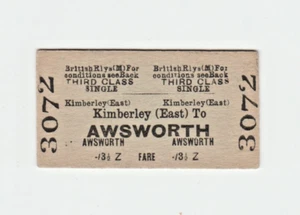 British Rlys (M) For British Rlys (M) For
conditions see Back conditions see Back
THIRD CLASS THIRD CLASS
SINGLE SINGLE
Kimberley (East) Kimberley (East)
Kimberley (East) To
AWSWORTH
AWSWORTH AWSWORTH
-/3½ Z FARE -/3½ Z
3072
3072